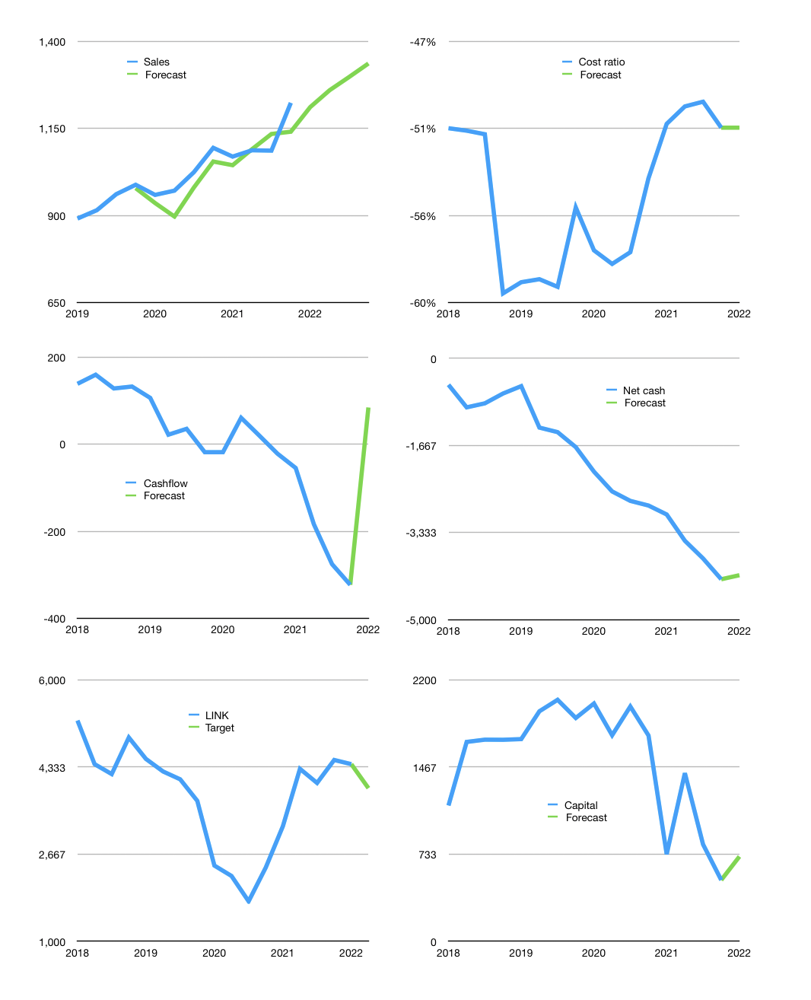 1,400
Sales
Forecast
1,150
900
650
2019 2020 2021 2022
-47%
Cost ratio
Forecast
-51%
-56%
-60%
2018 2019 2020 2021 2022
200
0
Cashflow
Forecast
-200
-400
2018 2019 2020 2021 2022
0
Net cash
Forecast
-1,667
-3,333
-5,000
2018 2019 2020 2021 2022
6,000
LINK
Target
4,333
2,667
1,000
2018 2019 2020 2021 2022
2200
1467
Capital
Forecast
733
0
2018 2019 2020 2021 2022